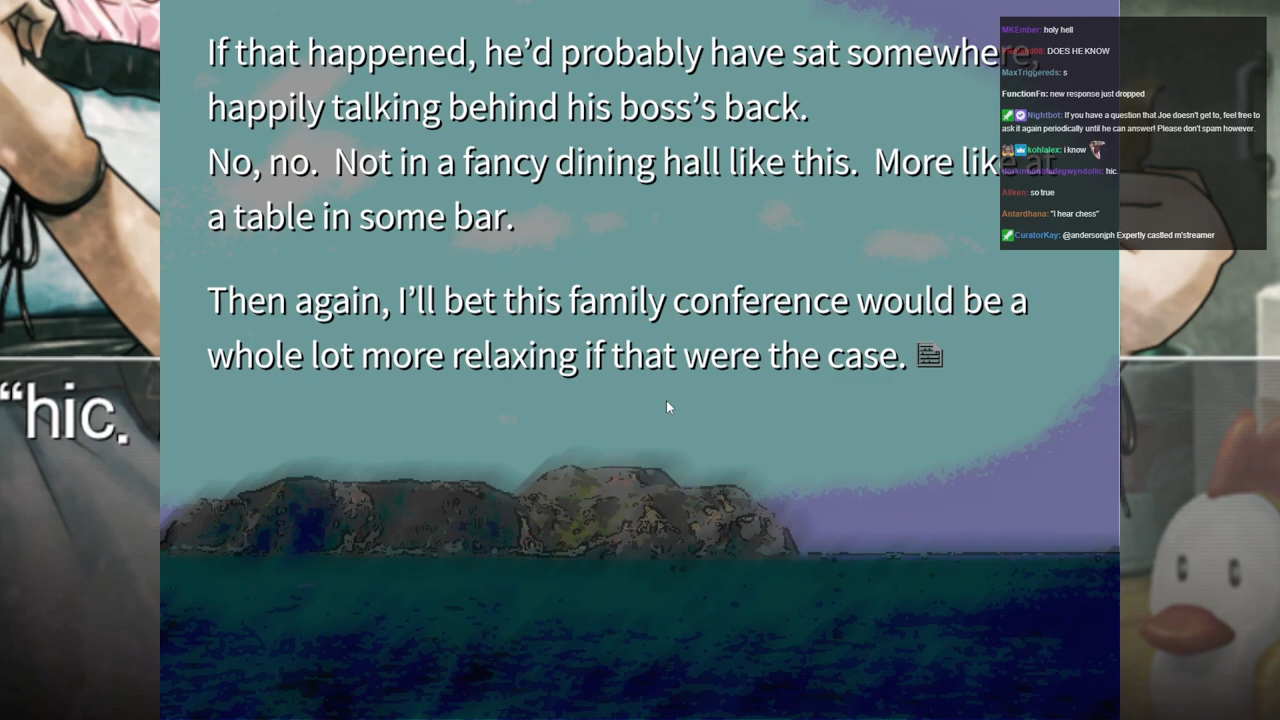 If that happened, he’d probably have sat somewhere,
happily talking behind his boss’s back.
No, no.  Not in a fancy dining hall like this.  More like at
a table in some bar.
Then again, I’ll bet this family conference would be a
whole lot more relaxing if that were the case.
“hic.
MKEmber: holy hell
DOES HE KNOW
MaxTriggereds: s
FunctionFn: new response just dropped
Nightbot: If you have a question that Joe doesn't get to, feel free to
ask it again periodically until he can answer! Please don't spam however.
kohlalex: i know
hic.
Aliken: so true
Antardhana: "I hear chess"
CuratorKay: @andersonjph Expertly castled m'streamer